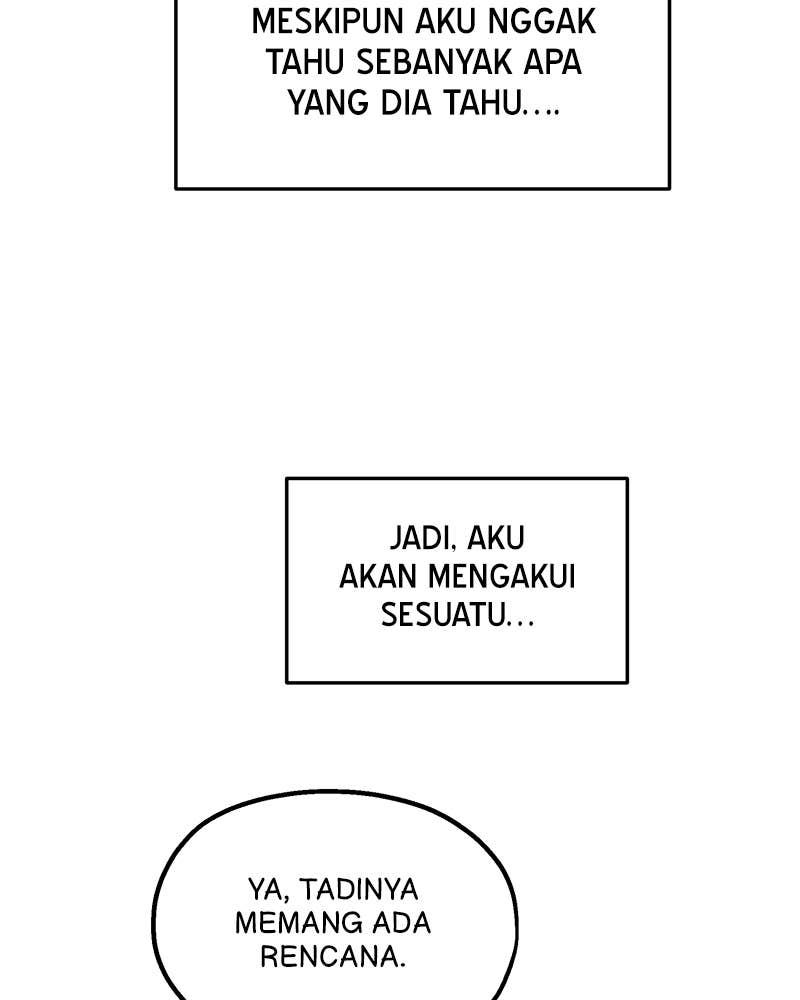 MESKIPUN AKU NGGAK
TAHU SEBANYAK APA
YANG DIA TAHU....
JADI, AKU
AKAN MENGAKUI
SESUATU...
YA, TADINYA
MEMANG ADA
RENCANA.